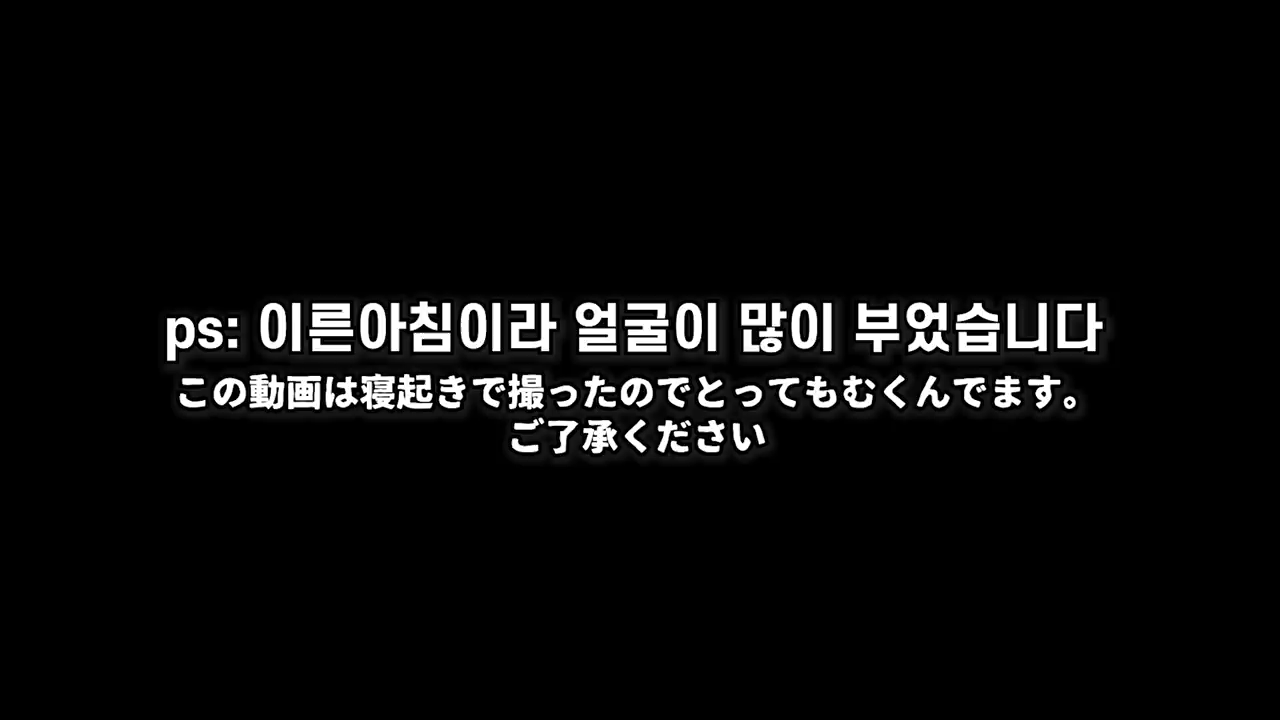 ps: 이른아침이라 얼굴이 많이 부었습니다
この動画は寝起きで撮ったのでとってもむくんでます。
ご了承ください